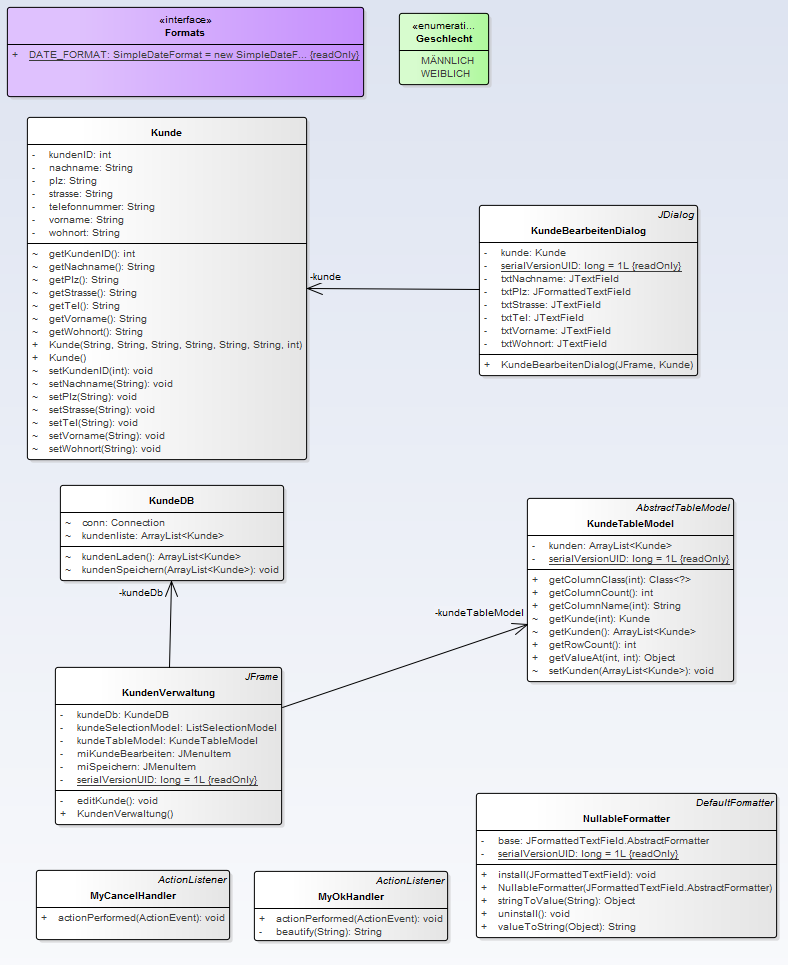 «interface»
Formats
+ DATE_FORMAT: SimpleDateFormat = new SimpleDateF... {readOnly}
«enumerati...
Geschlecht
MÄNNLICH
WEIBLICH
Kunde
- kundenID: int
- nachname: String
- plz: String
- strasse: String
- telefonnummer: String
- vorname: String
- wohnort: String
~ getKundenID(): int
~ getNachname(): String
~ getPlz(): String
~ getStrasse(): String
~ getTel(): String
~ getVorname(): String
~ getWohnort(): String
+ Kunde(String, String, String, String, String, String, int)
+ Kunde()
~ setKundenID(int): void
~ setNachname(String): void
~ setPlz(String): void
~ setStrasse(String): void
~ setTel(String): void
~ setVorname(String): void
~ setWohnort(String): void
-kunde
JDialog
KundeBearbeitenDialog
- kunde: Kunde
- serialVersionUID: long = 1L {readOnly}
- txtNachname: JTextField
- txtPlz: JFormattedTextField
- txtStrasse: JTextField
- txtTel: JTextField
- txtVorname: JTextField
- txtWohnort: JTextField
+ KundeBearbeitenDialog(JFrame, Kunde)
KundeDB
~ conn: Connection
~ kundenliste: ArrayList<Kunde>
~ kundenLaden(): ArrayList<Kunde>
~ kundenSpeichern(ArrayList<Kunde>): void
-kundeDb
AbstractTableModel
KundeTableModel
- kunden: ArrayList<Kunde>
- serialVersionUID: long = 1L {readOnly}
+ getColumnClass(int): Class<?>
+ getColumnCount(): int
+ getColumnName(int): String
~ getKunde(int): Kunde
~ getKunden(): ArrayList<Kunde>
+ getRowCount(): int
+ getValueAt(int, int): Object
~ setKunden(ArrayList<Kunde>): void
-kundeTableModel
JFrame
KundenVerwaltung
- kundeDb: KundeDB
- kundeSelectionModel: ListSelectionModel
- kundeTableModel: KundeTableModel
- miKundeBearbeiten: JMenuItem
- miSpeichern: JMenuItem
- serialVersionUID: long = 1L {readOnly}
- editKunde(): void
+ KundenVerwaltung()
DefaultFormatter
NullableFormatter
- base: JFormattedTextField.AbstractFormatter
- serialVersionUID: long = 1L {readOnly}
+ install(JFormattedTextField): void
+ NullableFormatter(JFormattedTextField.AbstractFormatter)
+ stringToValue(String): Object
+ uninstall(): void
+ valueToString(Object): String
ActionListener
MyCancelHandler
+ actionPerformed(ActionEvent): void
ActionListener
MyOkHandler
+ actionPerformed(ActionEvent): void
- beautify(String): String